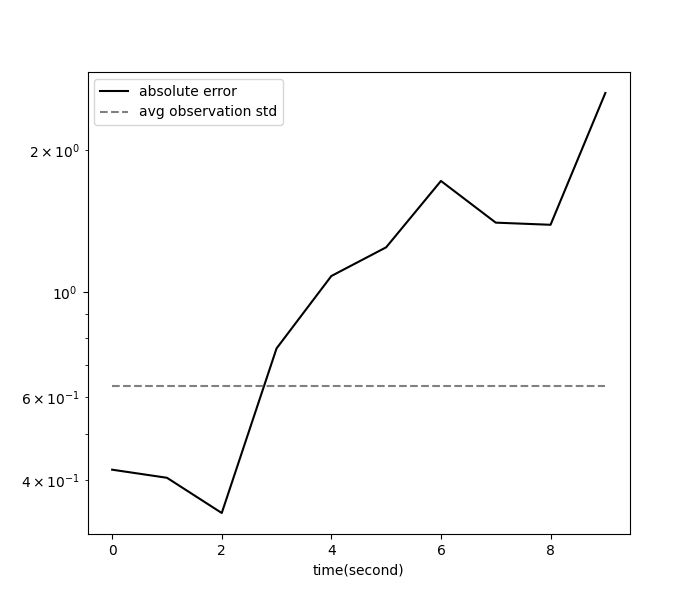 absolute error
avg observation std
2 × 10⁰
10⁰
6 × 10⁻¹
4 × 10⁻¹
0 2 4 6 8
time(second)